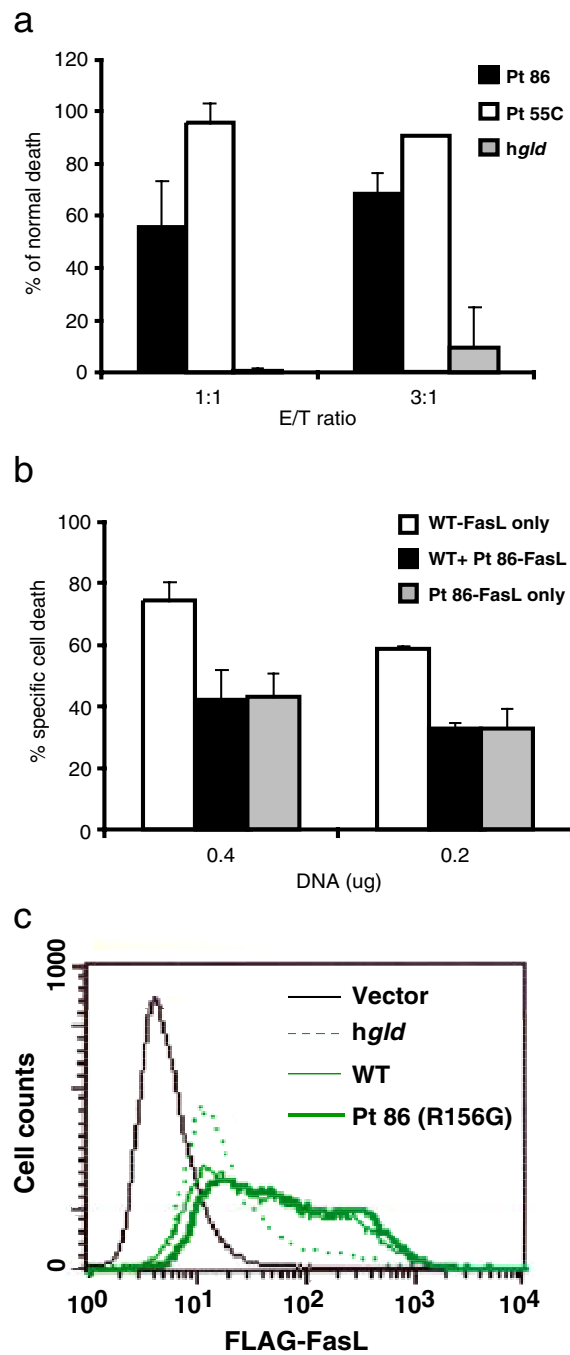 a
120
100
80
60
40
20
0
% of normal death
Pt 86
Pt 55C
hgld
1:1 3:1
E/T ratio
b
100
80
60
40
20
0
% specific cell death
WT-FasL only
WT+ Pt 86-FasL
Pt 86-FasL only
0.4 0.2
DNA (ug)
c
1000
0
Cell counts
Vector
hgld
WT
Pt 86 (R156G)
10⁰ 10¹ 10² 10³ 10⁴
FLAG-FasL